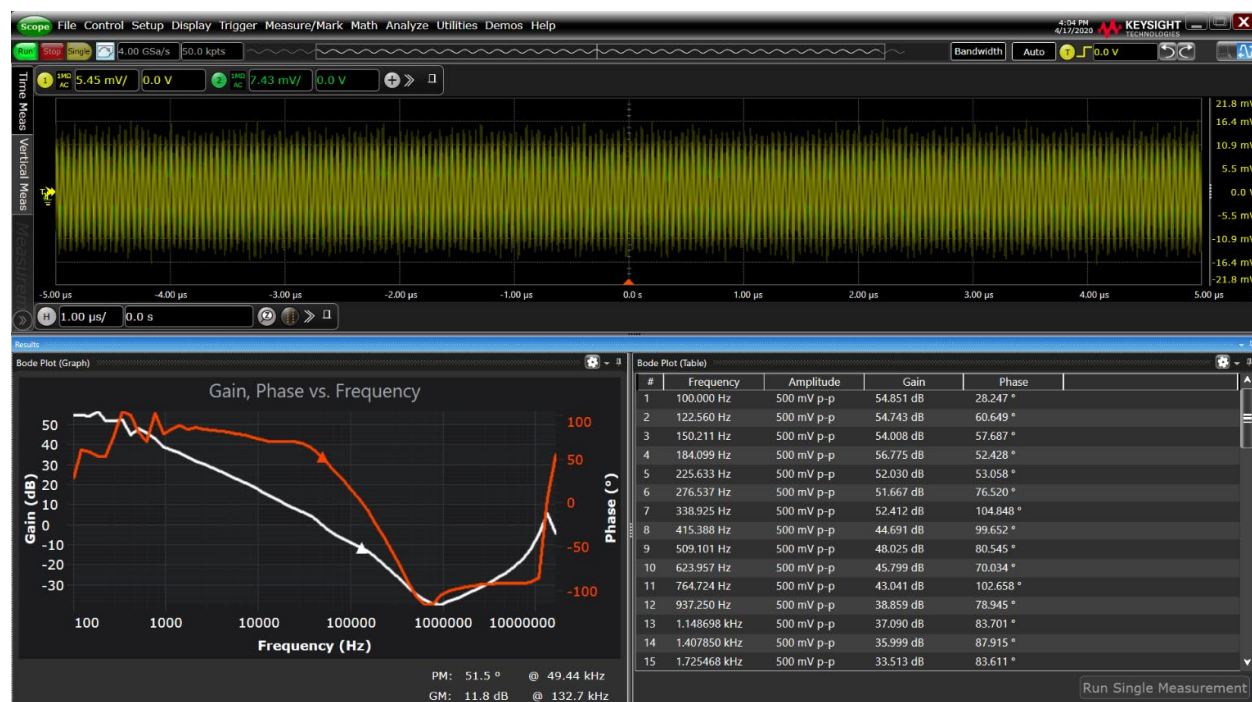 Scope File Control Setup Display Trigger Measure/Mark Math Analyze Utilities Demos Help
4:04 PM
4/17/2020
KEYSIGHT
TECHNOLOGIES
Run Stop Single 4.00 GSa/s 50.0 kpts Bandwidth Auto T 0.0 V
1 1MΩ AC 5.45 mV/ 0.0 V 2 1MΩ AC 7.43 mV/ 0.0 V
Time Meas
Vertical Meas
21.8 mV
16.4 mV
10.9 mV
5.5 mV
0.0 V
-5.5 mV
-10.9 mV
-16.4 mV
-21.8 mV
-5.00 µs -4.00 µs -3.00 µs -2.00 µs -1.00 µs 0.0 s 1.00 µs 2.00 µs 3.00 µs 4.00 µs 5.00 µs
H 1.00 µs/ 0.0 s
Results
Bode Plot (Graph)
Gain, Phase vs. Frequency
Gain (dB)
50
40
30
20
10
0
-10
-20
-30
100
50
0
-50
-100
Phase (°)
100 1000 10000 100000 1000000 10000000
Frequency (Hz)
PM: 51.5 ° @ 49.44 kHz
GM: 11.8 dB @ 132.7 kHz
Bode Plot (Table)
# Frequency Amplitude Gain Phase
1 100.000 Hz 500 mV p-p 54.851 dB 28.247 °
2 122.560 Hz 500 mV p-p 54.743 dB 60.649 °
3 150.211 Hz 500 mV p-p 54.008 dB 57.687 °
4 184.099 Hz 500 mV p-p 56.775 dB 52.428 °
5 225.633 Hz 500 mV p-p 52.030 dB 53.058 °
6 276.537 Hz 500 mV p-p 51.667 dB 76.520 °
7 338.925 Hz 500 mV p-p 52.412 dB 104.848 °
8 415.388 Hz 500 mV p-p 44.691 dB 99.652 °
9 509.101 Hz 500 mV p-p 48.025 dB 80.545 °
10 623.957 Hz 500 mV p-p 45.799 dB 70.034 °
11 764.724 Hz 500 mV p-p 43.041 dB 102.658 °
12 937.250 Hz 500 mV p-p 38.859 dB 78.945 °
13 1.148698 kHz 500 mV p-p 37.090 dB 83.701 °
14 1.407850 kHz 500 mV p-p 35.999 dB 87.915 °
15 1.725468 kHz 500 mV p-p 33.513 dB 83.611 °
Run Single Measurement